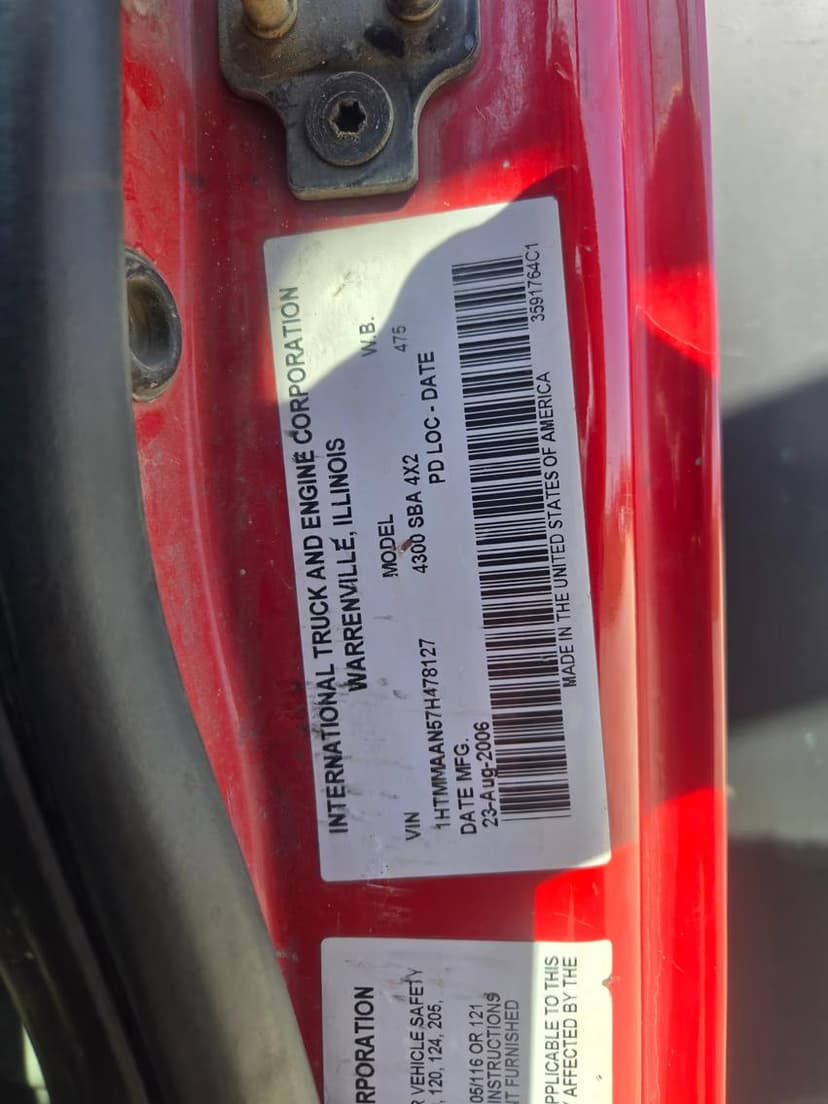 INTERNATIONAL TRUCK AND ENGINE CORPORATION
WARRENVILLE, ILLINOIS
VIN MODEL W.B.
1HTMMAAN57H478127 4300 SBA 4X2 475
DATE MFG. PD LOC - DATE
23-Aug-2006
MADE IN THE UNITED STATES OF AMERICA 3591764C1
RPORATION
VEHICLE SAFETY
120, 124, 205,
05/116 OR 121
INSTRUCTIONS
FURNISHED
APPLICABLE TO THIS
AFFECTED BY THE